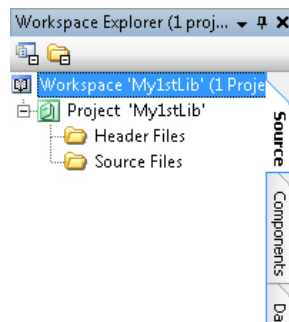 Workspace Explorer (1 proj...
Workspace 'My1stLib' (1 Proje
Project 'My1stLib'
Header Files
Source Files
Source
Components
Da